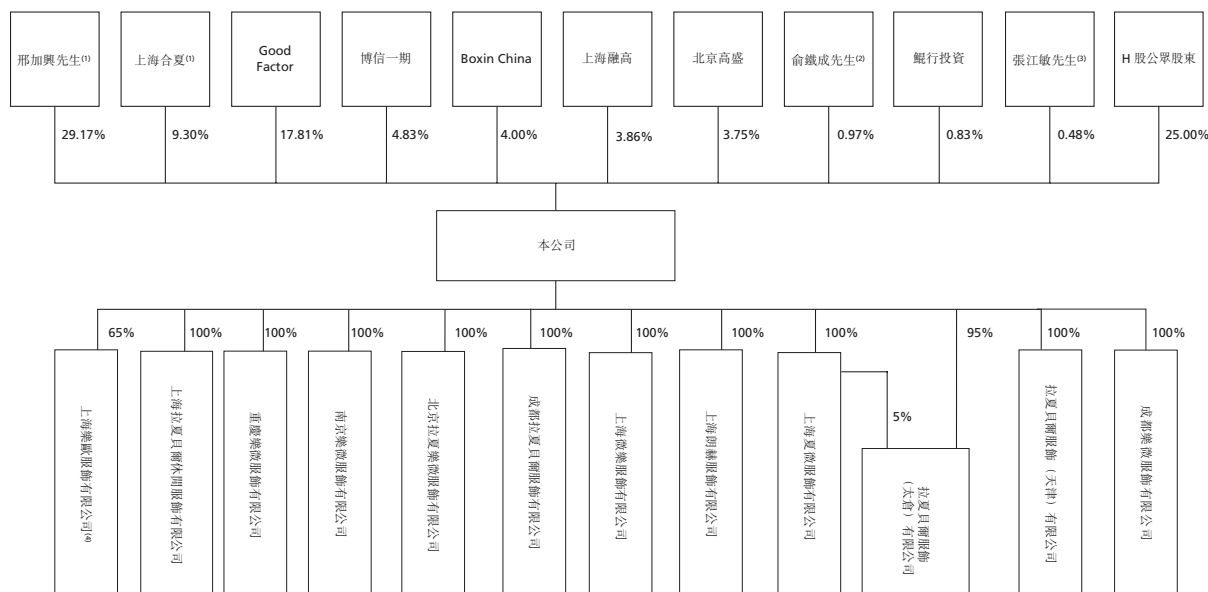 邢加興先生(1)
上海合夏(1)
Good
Factor
博信一期
Boxin China
上海融高
北京高盛
俞鐵成先生(2)
鯤行投資
張江敏先生(3)
H 股公眾股東
29.17%
9.30%
17.81%
4.83%
4.00%
3.86%
3.75%
0.97%
0.83%
0.48%
25.00%
本公司
65%
100%
100%
100%
100%
100%
100%
100%
100%
95%
100%
100%
5%
上海樂歐服飾有限公司(4)
上海拉夏貝爾休閒服飾有限公司
重慶樂微服飾有限公司
南京樂微服飾有限公司
北京拉夏樂微服飾有限公司
成都拉夏貝爾服飾有限公司
上海微樂服飾有限公司
上海朗赫服飾有限公司
上海夏微服飾有限公司
拉夏貝爾服飾
（太倉）有限公司
拉夏貝爾服飾（天津）有限公司
成都樂微服飾有限公司